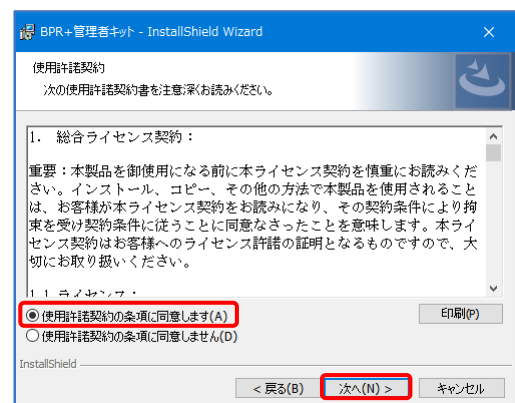 BPR+管理者キット - InstallShield Wizard
使用許諾契約
次の使用許諾契約書を注意深くお読みください。
1. 総合ライセンス契約：
重要：本製品を御使用になる前に本ライセンス契約を慎重にお読みくだ
さい。インストール、コピー、その他の方法で本製品を使用されること
は、お客様が本ライセンス契約をお読みになり、その契約条件により拘
束を受け契約条件に従うことに同意なさったことを意味します。本ライ
センス契約はお客様へのライセンス許諾の証明となるものですので、大
切にお取り扱いください。
1.1 ライセンス：
使用許諾契約の条項に同意します(A)
印刷(P)
使用許諾契約の条項に同意しません(D)
InstallShield
< 戻る(B)
次へ(N) >
キャンセル